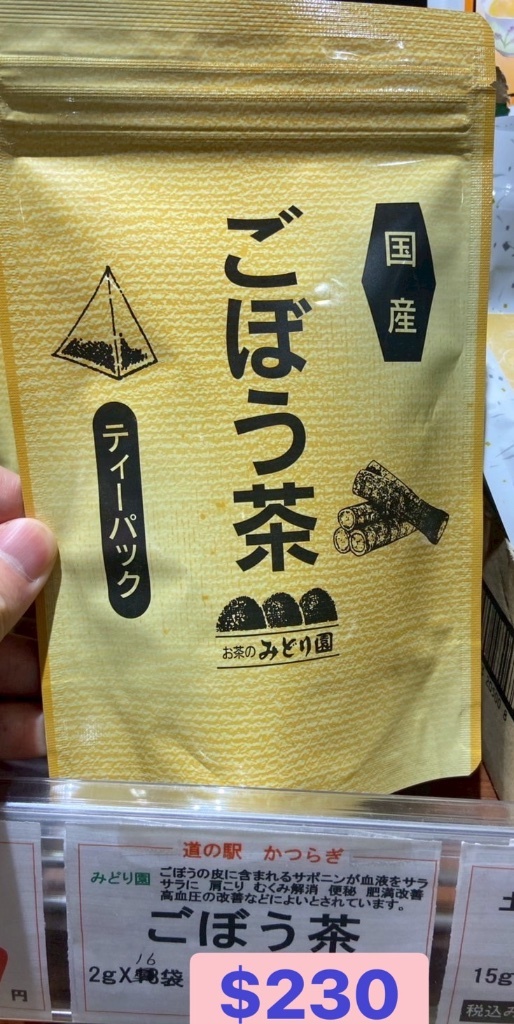 国産
ごぼう茶
ティーパック
お茶の みどり園
道の駅 かつらぎ
みどり園
ごぼうの皮に含まれるサポニンが血液をサラ
サラに 肩こり むくみ解消 便秘 肥満改善
高血圧の改善などによいとされています。
ごぼう茶
16
2gX袋
$230
円
15g
税込み